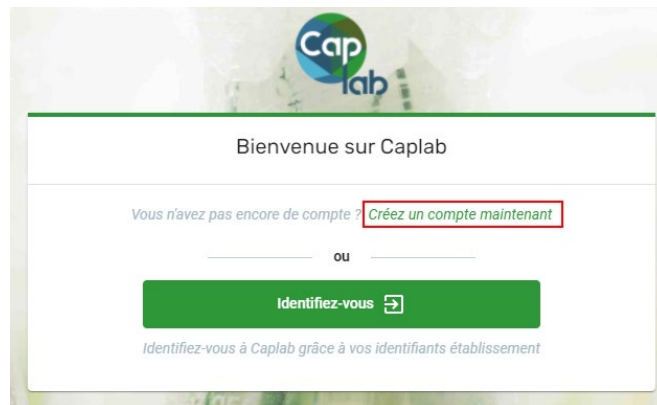 Cap
lab
Bienvenue sur Caplab
Vous n'avez pas encore de compte ? Créez un compte maintenant
ou
Identifiez-vous
Identifiez-vous à Caplab grâce à vos identifiants établissement